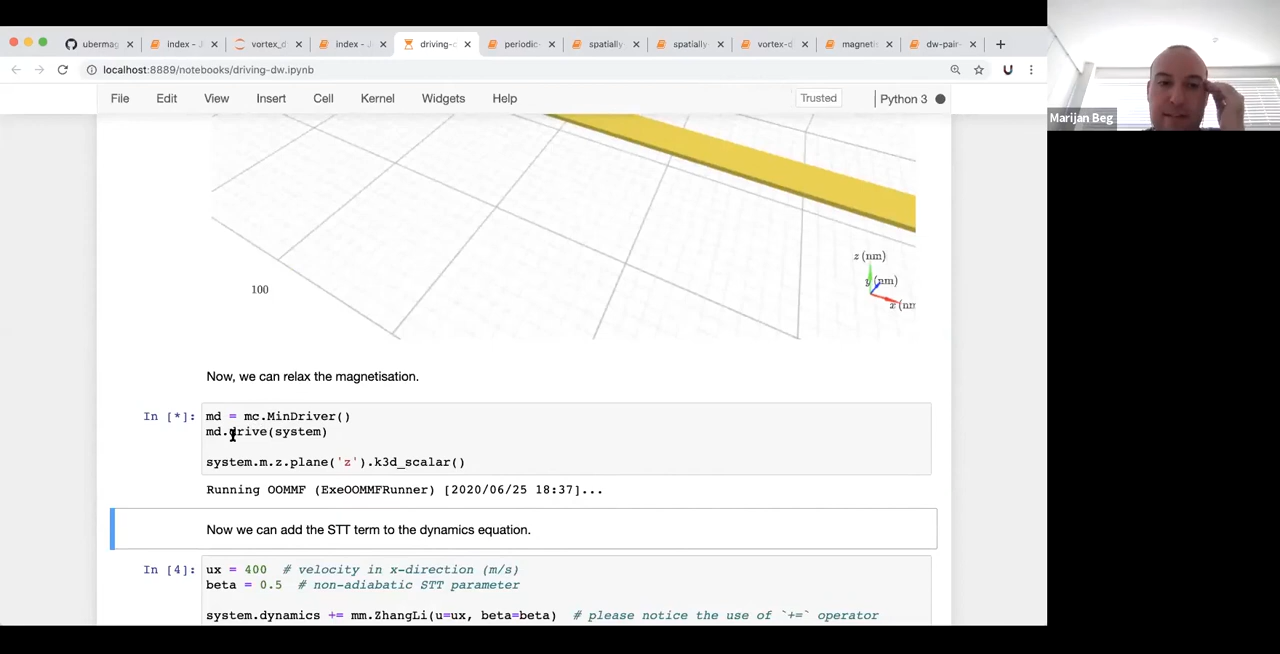 ubermag
index - J
vortex_d
index - J
driving-d
periodic-
spatially
spatially
vortex-d
magneti
dw-pair-
localhost:8889/notebooks/driving-dw.ipynb
File Edit View Insert Cell Kernel Widgets Help
Trusted
Python 3
Marijan Beg
z (nm)
y (nm)
x (nm
100
Now, we can relax the magnetisation.
In [*]: md = mc.MinDriver()
md.drive(system)
system.m.z.plane('z').k3d_scalar()
Running OOMMF (ExeOOMMFRunner) [2020/06/25 18:37]...
Now we can add the STT term to the dynamics equation.
In [4]: ux = 400 # velocity in x-direction (m/s)
beta = 0.5 # non-adiabatic STT parameter
system.dynamics += mm.ZhangLi(u=ux, beta=beta) # please notice the use of `+=` operator